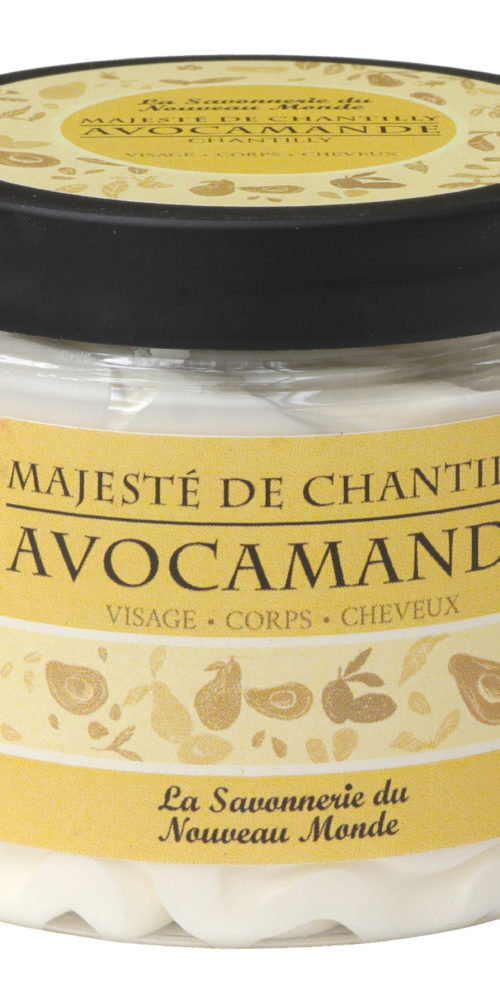 La Savonnerie du
Nouveau Monde
MAJESTÉ DE CHANTILLY
AVOCAMANDE
CHANTILLY
VISAGE • CORPS • CHEVEUX
MAJESTÉ DE CHANTIL
AVOCAMAND
VISAGE • CORPS • CHEVEUX
La Savonnerie du
Nouveau Monde